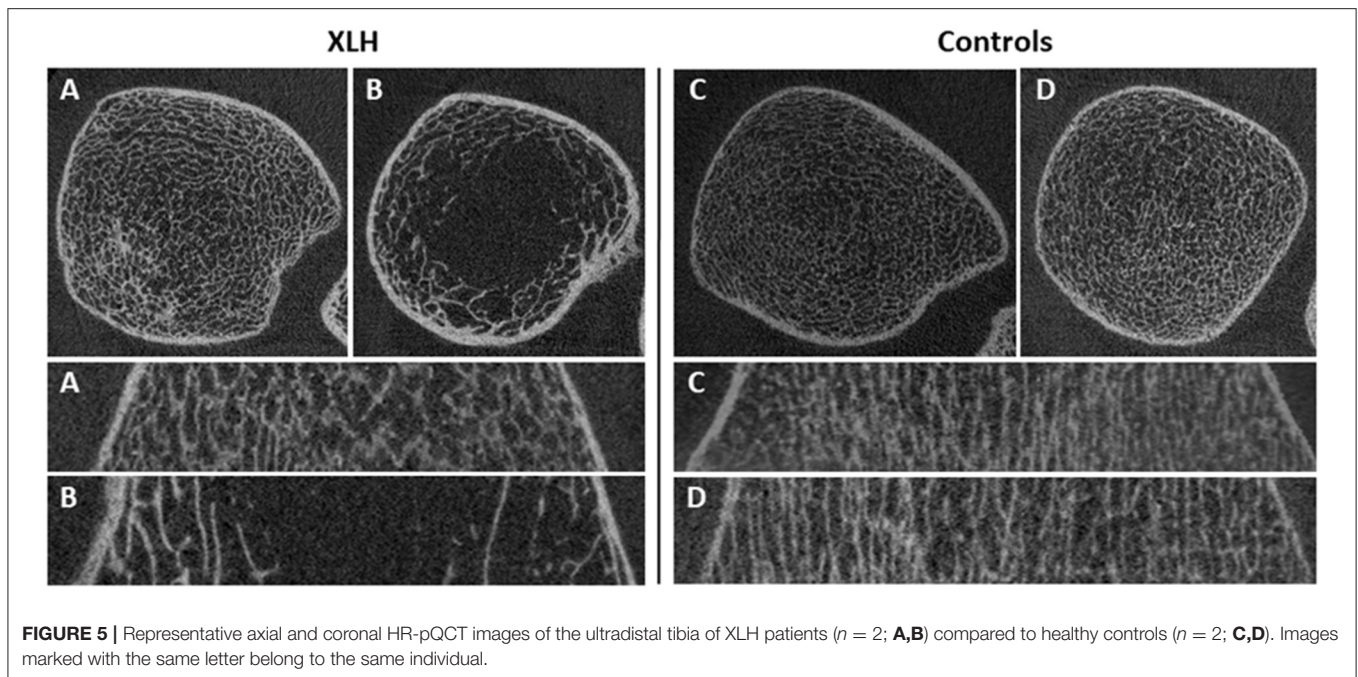 XLH
Controls
A
B
C
D
A
C
B
D
FIGURE 5 | Representative axial and coronal HR-pQCT images of the ultradistal tibia of XLH patients (n = 2; A,B) compared to healthy controls (n = 2; C,D). Images
marked with the same letter belong to the same individual.